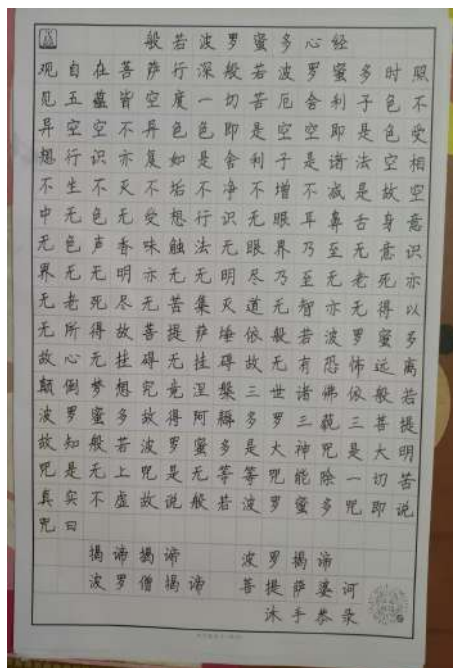 般若波罗蜜多心经
观自在菩萨行深般若波罗蜜多时照
见五蕴皆空度一切苦厄舍利子色不
异空空不异色色即是空空即是色受
想行识亦复如是舍利子是诸法空相
不生不灭不垢不净不增不减是故空
中无色无受想行识无眼耳鼻舌身意
无色声香味触法无眼界乃至无意识
界无无明亦无无明尽乃至无老死亦
无老死尽无苦集灭道无智亦无得以
无所得故菩提萨埵依般若波罗蜜多
故心无挂碍无挂碍故无有恐怖远离
颠倒梦想究竟涅槃三世诸佛依般若
波罗蜜多故得阿耨多罗三藐三菩提
故知般若波罗蜜多是大神咒是大明
咒是无上咒是无等等咒能除一切苦
真实不虚故说般若波罗蜜多咒即说
咒曰
揭谛揭谛 波罗揭谛
波罗僧揭谛 菩提萨婆诃
沐手恭录